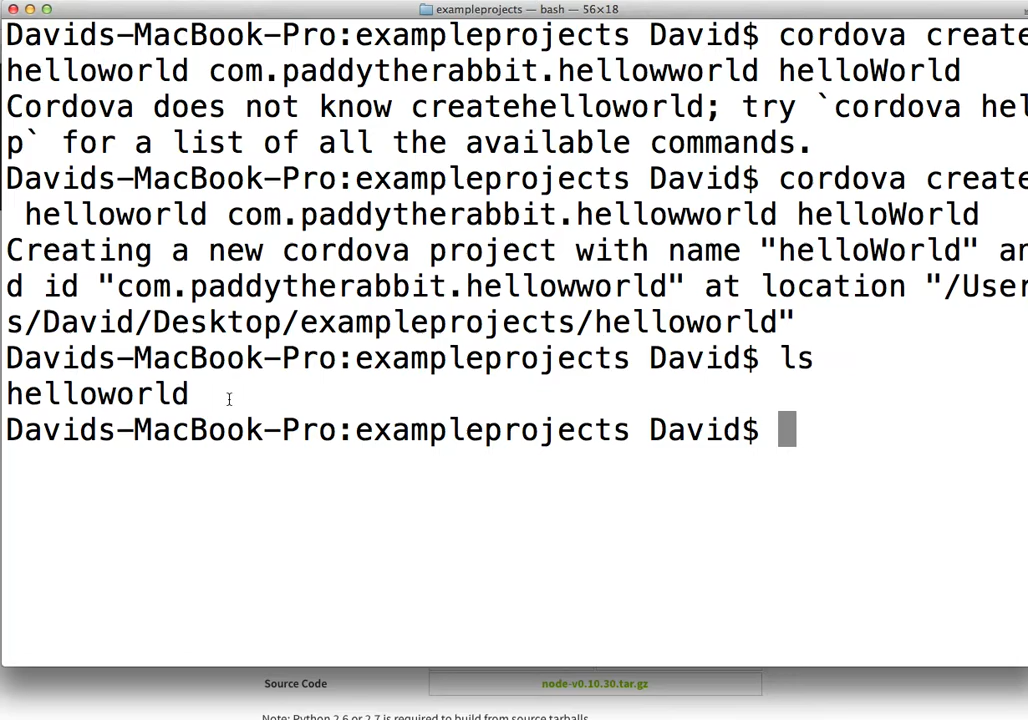 exampleprojects — bash — 56×18
Davids-MacBook-Pro:exampleprojects David$ cordova create
helloworld com.paddytherabbit.hellowworld helloWorld
Cordova does not know createhelloworld; try `cordova hel
p` for a list of all the available commands.
Davids-MacBook-Pro:exampleprojects David$ cordova create
 helloworld com.paddytherabbit.hellowworld helloWorld
Creating a new cordova project with name "helloWorld" an
d id "com.paddytherabbit.hellowworld" at location "/User
s/David/Desktop/exampleprojects/helloworld"
Davids-MacBook-Pro:exampleprojects David$ ls
helloworld
Davids-MacBook-Pro:exampleprojects David$
Source Code node-v0.10.30.tar.gz
Note: Python 2.6 or 2.7 is required to build from source tarballs.